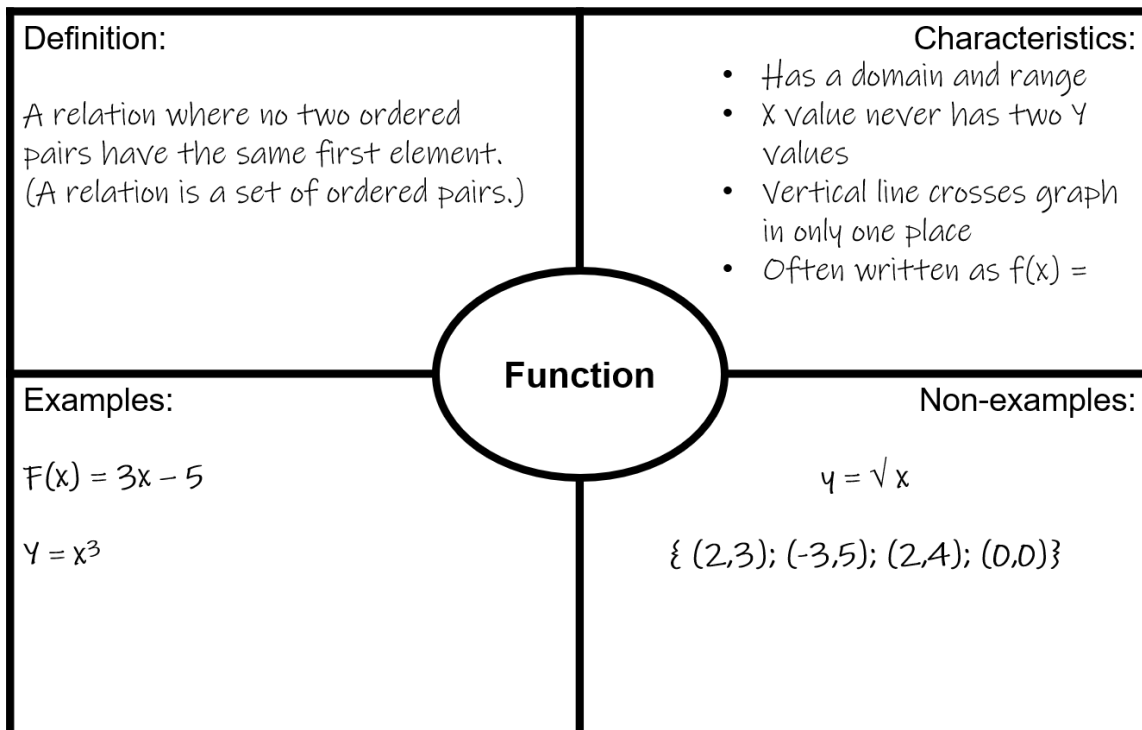 Definition:
A relation where no two ordered
pairs have the same first element.
(A relation is a set of ordered pairs.)
Characteristics:
• Has a domain and range
• X value never has two Y
values
• Vertical line crosses graph
in only one place
• Often written as f(x) =
Function
Examples:
F(x) = 3x – 5
Y = x³
Non-examples:
y = √ x
{ (2,3); (-3,5); (2,4); (0,0)}